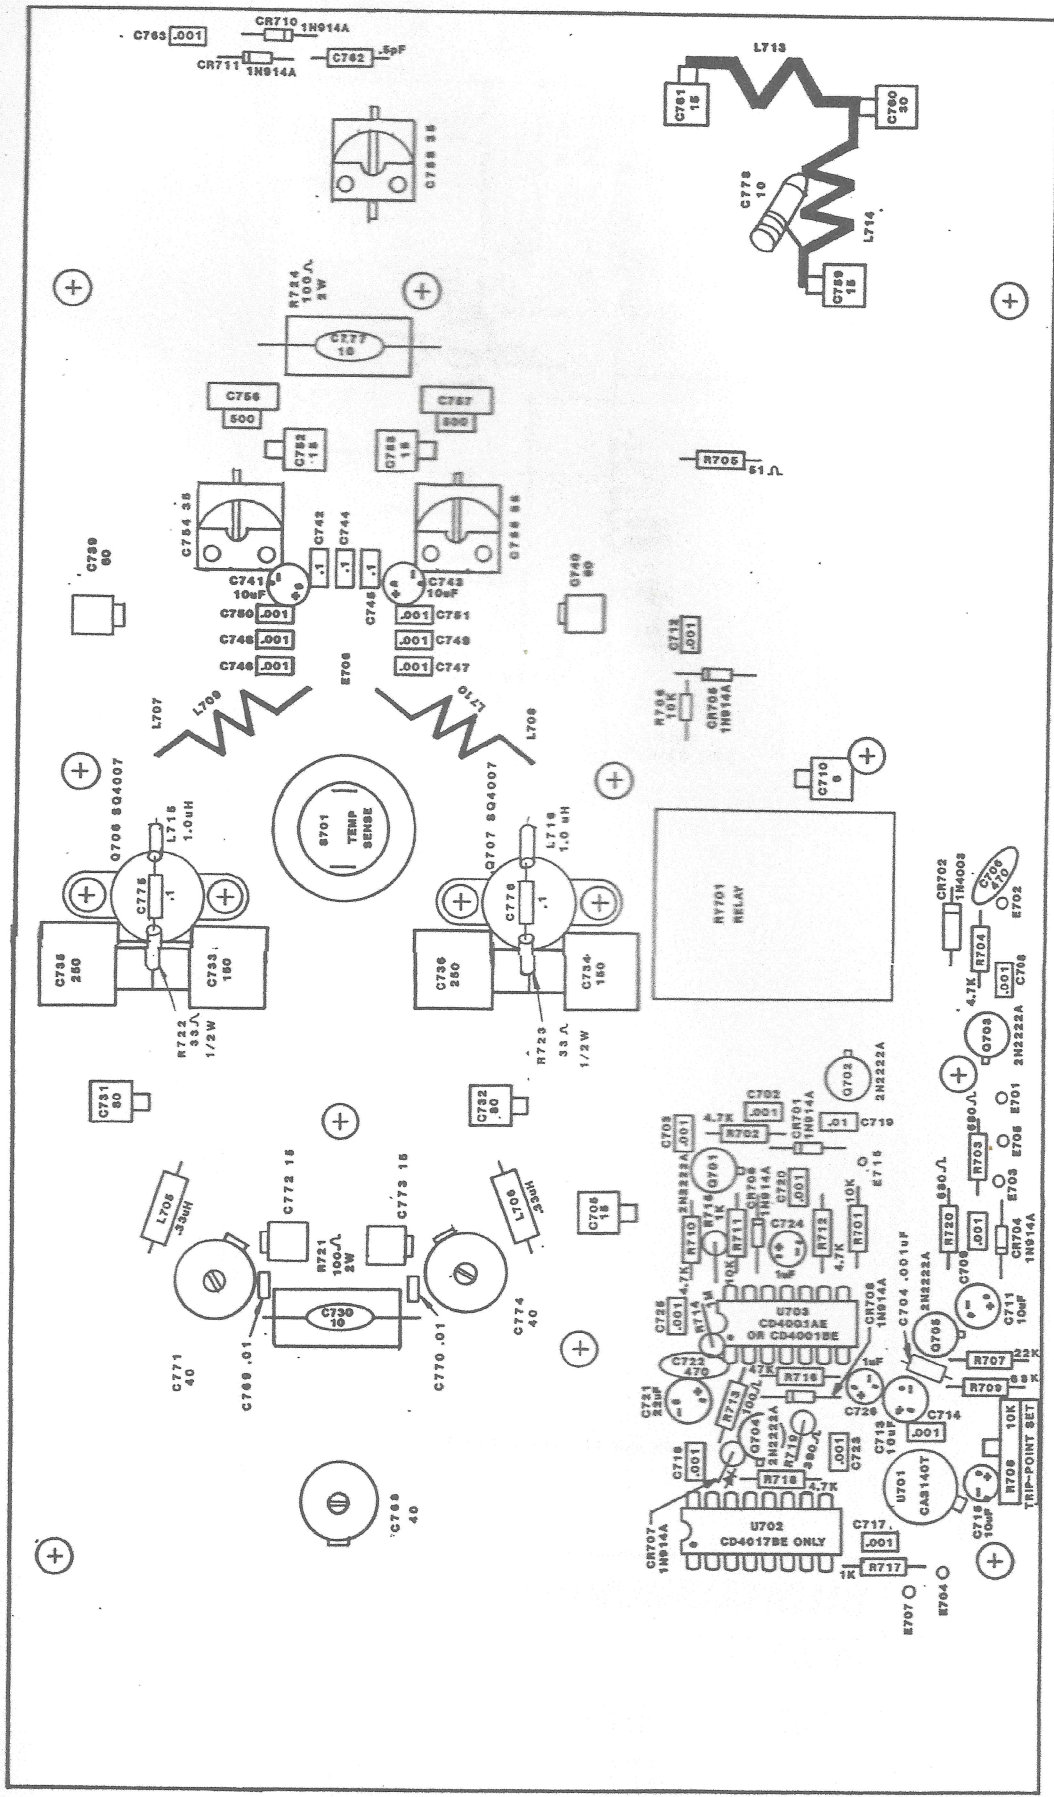 C763 .001
CR710
1N914A
CR711
1N914A
C762
.5pF
L713
C761
15
C760
30
C758 35
C778
10
L714
C759
15
R724
100Ω
2W
C777
10
C756
500
C757
500
C752
15
C753
15
R705
51Ω
C754 35
C742
C744
.1
.1
.1
C745
C739
60
C740
60
C741
10uF
C743
10uF
C750 .001
.001 C751
C748 .001
.001 C749
C746 .001
.001 C747
E706
C712
.001
R706
10K
CR705
1N914A
L707
L709
L710
L708
C710
6
Q706 SQ4007
L715
1.0uH
S701
TEMP
SENSE
Q707 SQ4007
L716
1.0 uH
C775
.1
C776
.1
RY701
RELAY
CR702
1N4003
C706
470
E702
C735
250
C733
150
C736
250
C734
150
R704
4.7K
.001
C708
R722
33Ω
1/2W
R723
33Ω
1/2W
Q703
2N2222A
Q702
2N2222A
C731
80
C732
80
C702
.001
CR701
1N914A
.01 C719
C703
.001
4.7K
R702
E701
680Ω
R703
E705
E703
L705
.33uH
C772 15
C773 15
L706
.33uH
C705
15
2N2222A
Q701
C720
.001
E715
R710
4.7K
R715
1K
R711
10K
CR706
1N914A
C724
1uF
R712
4.7K
10K
R701
680Ω
R720
.001
C709
CR704
1N914A
R721
100Ω
2W
C730
10
C771
40
C769 .01
C770 .01
C774
40
C725
.001
R714
1M
U703
CD4001AE
OR CD4001BE
CR708
1N914A
C704 .001uF
2N2222A
Q705
C711
10uF
C722
470
47K
R716
1uF
C726
R707
22K
R709
68K
C721
22uF
R713
100Ω
Q704
2N2222A
R719
390Ω
C713
10uF
C714
.001
10K
R708
TRIP-POINT SET
C718
.001
R718
4.7K
.001
C723
U701
CA3140T
C715
10uF
C768
40
CR707
1N914A
U702
CD4017BE ONLY
C717
.001
1K
R717
E707
E704